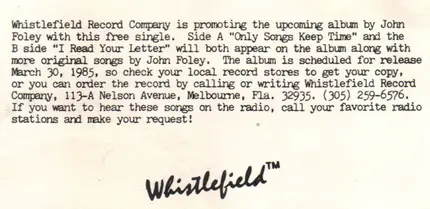 Whistlefield Record Company is promoting the upcoming album by John
Foley with this free single.  Side A "Only Songs Keep Time" and the
B side "I Read Your Letter" will both appear on the album along with
more original songs by John Foley.  The album is scheduled for release
March 30, 1985, so check your local record stores to get your copy,
or you can order the record by calling or writing Whistlefield Record
Company, 113-A Nelson Avenue, Melbourne, Fla. 32935. (305) 259-6576.
If you want to hear these songs on the radio, call your favorite radio
stations and make your request!
Whistlefield™